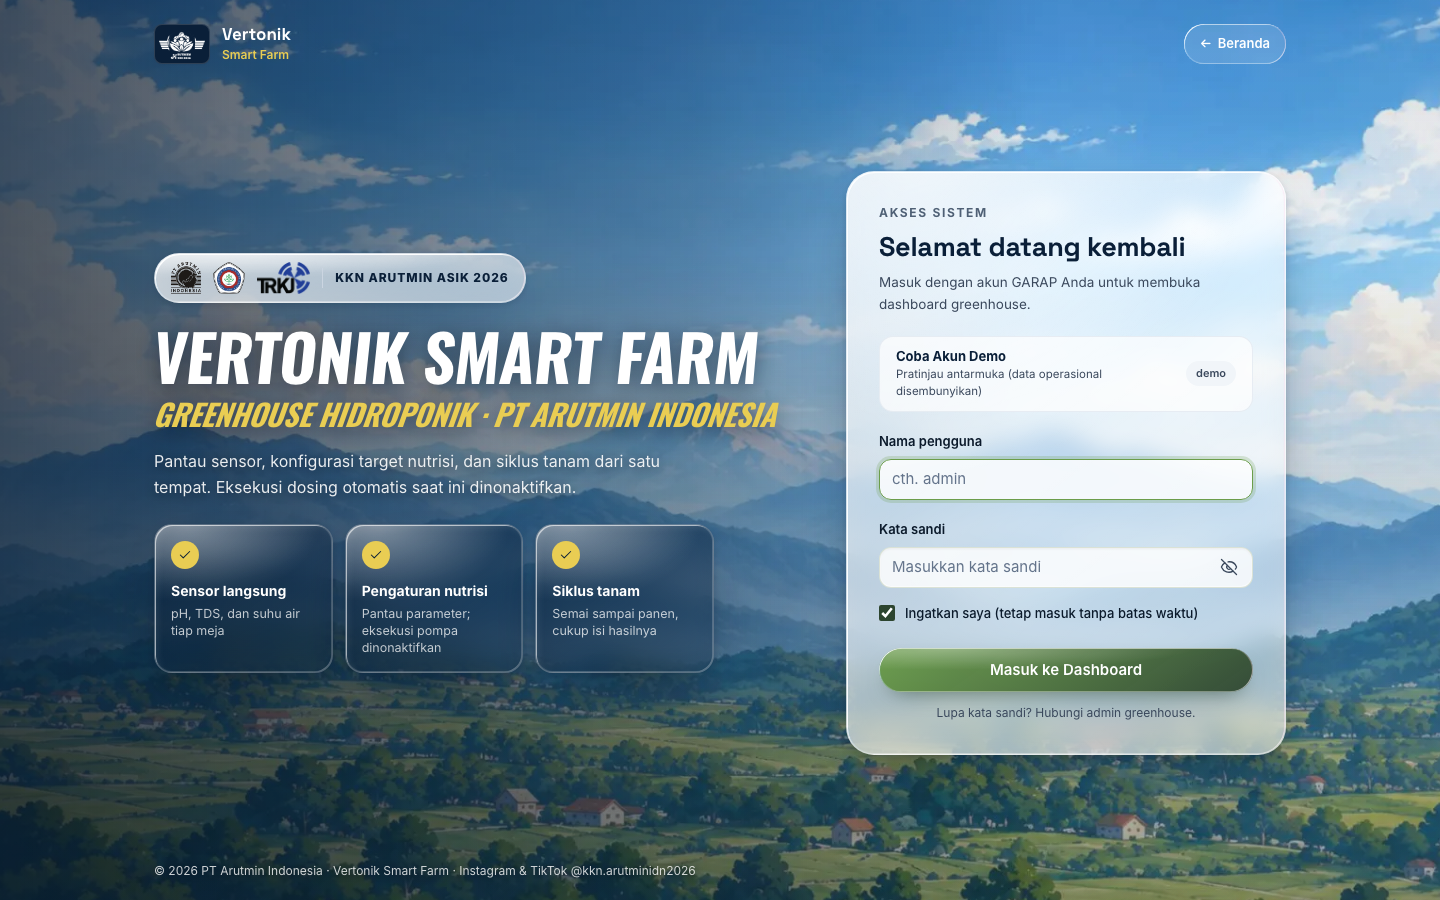 Vertonik
Smart Farm
← Beranda
TRKJ
KKN ARUTMIN ASIK 2026
VERTONIK SMART FARM
GREENHOUSE HIDROPONIK · PT ARUTMIN INDONESIA
Pantau sensor, konfigurasi target nutrisi, dan siklus tanam dari satu
tempat. Eksekusi dosing otomatis saat ini dinonaktifkan.
Sensor langsung
pH, TDS, dan suhu air
tiap meja
Pengaturan nutrisi
Pantau parameter;
eksekusi pompa
dinonaktifkan
Siklus tanam
Semai sampai panen,
cukup isi hasilnya
AKSES SISTEM
Selamat datang kembali
Masuk dengan akun GARAP Anda untuk membuka
dashboard greenhouse.
Coba Akun Demo
Pratinjau antarmuka (data operasional
disembunyikan)
demo
Nama pengguna
cth. admin
Kata sandi
Masukkan kata sandi
Ingatkan saya (tetap masuk tanpa batas waktu)
Masuk ke Dashboard
Lupa kata sandi? Hubungi admin greenhouse.
© 2026 PT Arutmin Indonesia · Vertonik Smart Farm · Instagram & TikTok @kkn.arutminidn2026